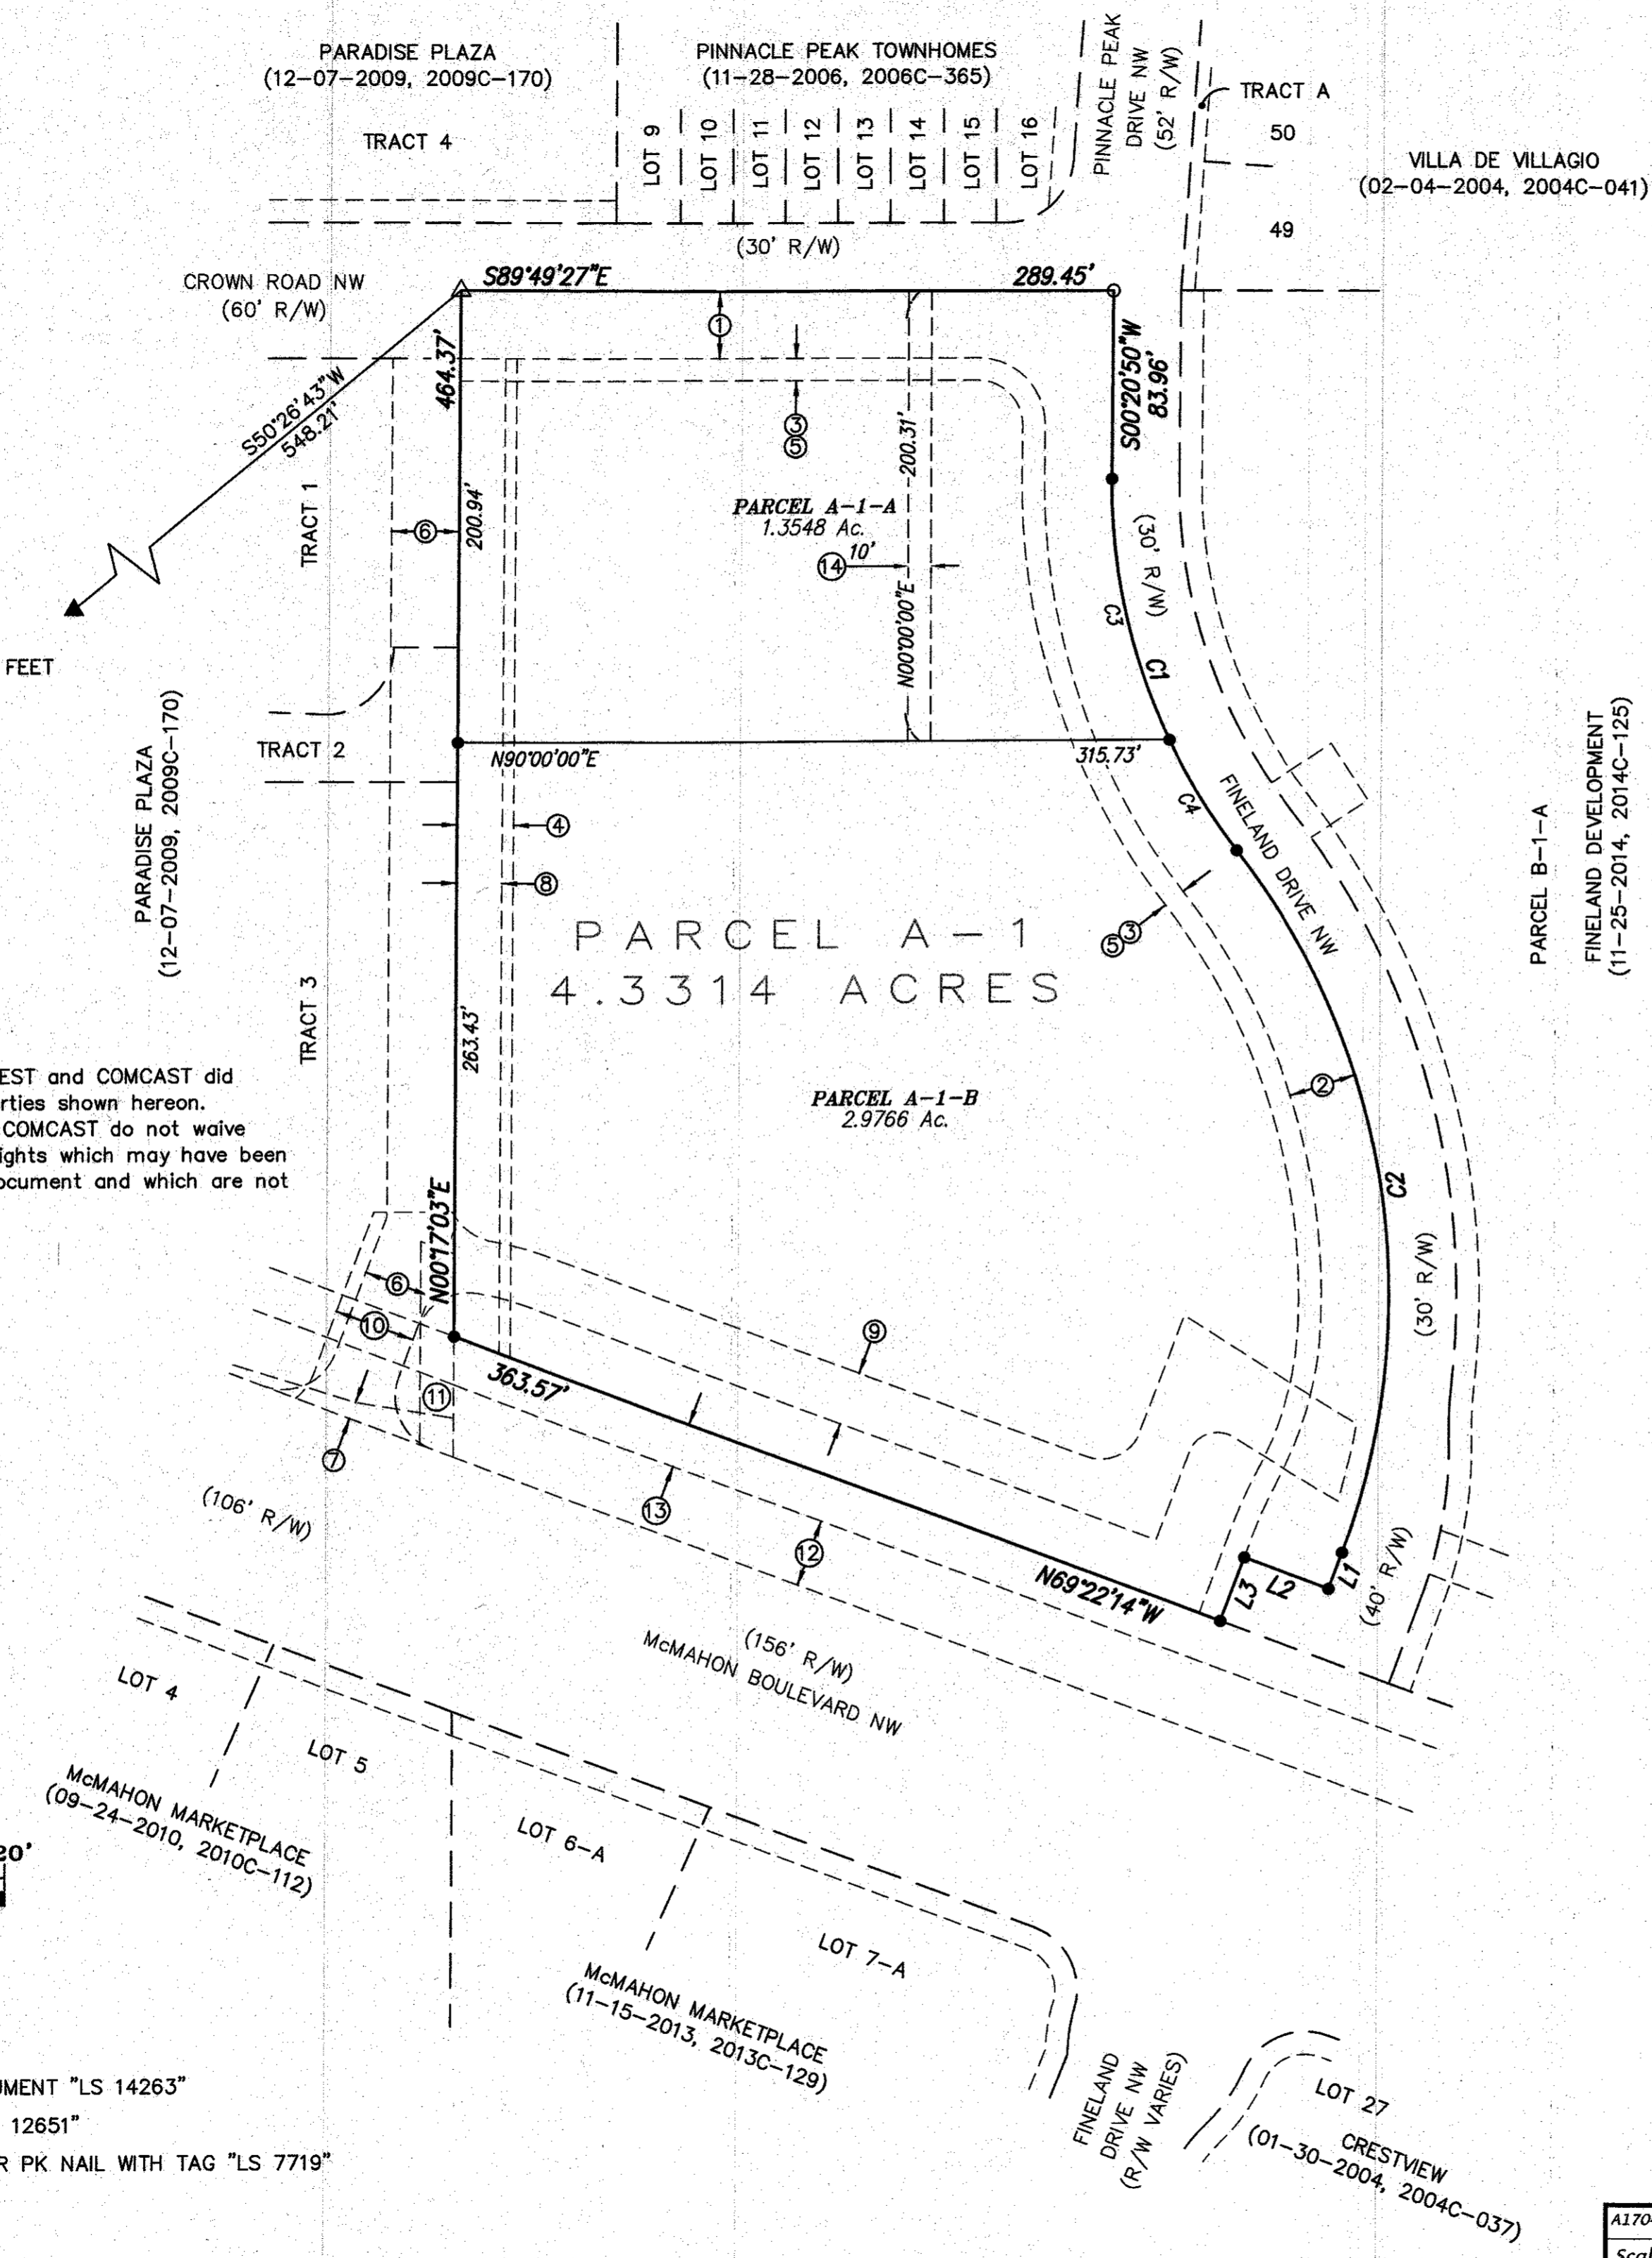 PARADISE PLAZA
(12-07-2009, 2009C-170)
TRACT 4
PINNACLE PEAK TOWNHOMES
(11-28-2006, 2006C-365)
LOT 9
LOT 10
LOT 11
LOT 12
LOT 13
LOT 14
LOT 15
LOT 16
PINNACLE PEAK
DRIVE NW
(52' R/W)
TRACT A
50
49
VILLA DE VILLAGIO
(02-04-2004, 2004C-041)
(30' R/W)
CROWN ROAD NW
(60' R/W)
S89°49'27"E
289.45'
1
464.37'
S50°26'43"W
548.21'
S00°20'50"W
83.96'
3
5
200.31'
TRACT 1
6
200.94'
PARCEL A-1-A
1.3548 Ac.
14
10'
N00°00'00"E
(30' R/W)
C3
C1
FEET
PARADISE PLAZA
(12-07-2009, 2009C-170)
TRACT 2
N90°00'00"E
315.73'
4
8
C4
FINELAND DRIVE NW
PARCEL A-1
4.3314 ACRES
5
3
PARCEL B-1-A
FINELAND DEVELOPMENT
(11-25-2014, 2014C-125)
TRACT 3
263.43'
EST and COMCAST did
rties shown hereon.
COMCAST do not waive
ights which may have been
ocument and which are not
PARCEL A-1-B
2.9766 Ac.
2
C2
N00°17'03"E
6
10
9
(30' R/W)
11
363.57'
7
(106' R/W)
13
12
N69°22'14"W
L3
L2
L1
(40' R/W)
(156' R/W)
McMAHON BOULEVARD NW
LOT 4
LOT 5
McMAHON MARKETPLACE
(09-24-2010, 2010C-112)
20'
LOT 6-A
LOT 7-A
McMAHON MARKETPLACE
(11-15-2013, 2013C-129)
FINELAND
DRIVE NW
(R/W VARIES)
LOT 27
CRESTVIEW
(01-30-2004, 2004C-037)
UMENT "LS 14263"
12651"
R PK NAIL WITH TAG "LS 7719"
A170
Scal